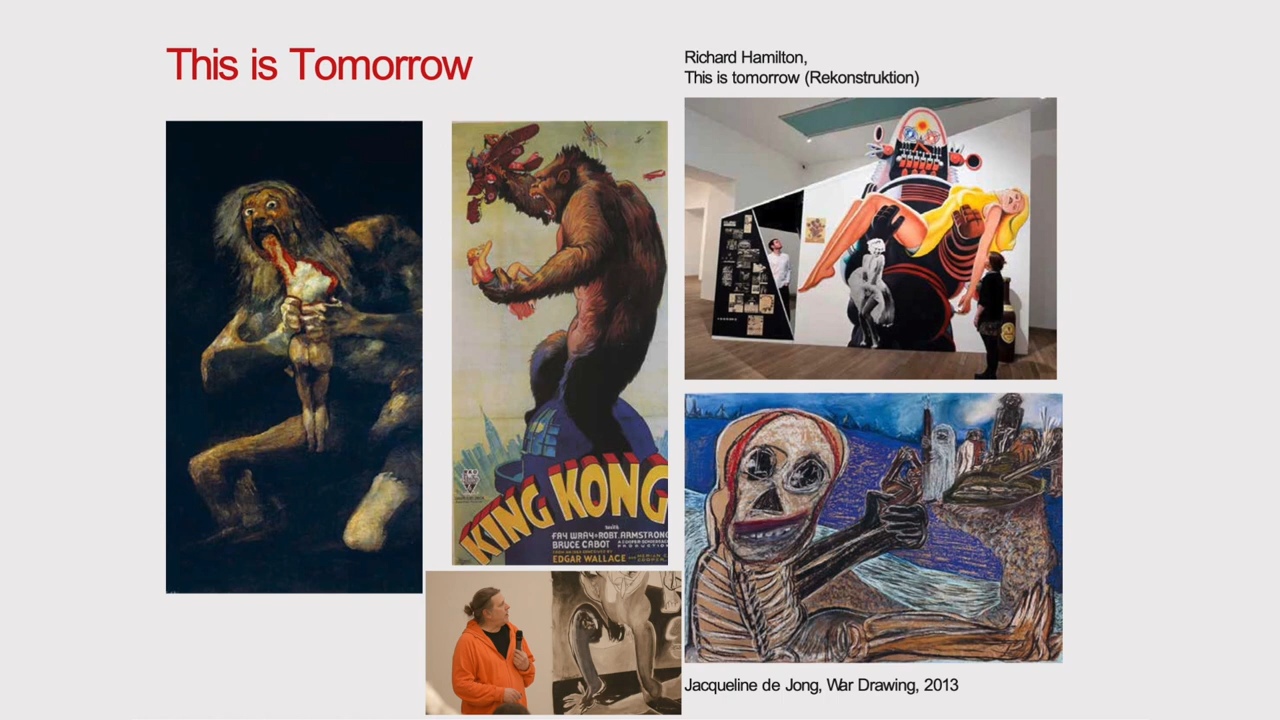 This is Tomorrow
Richard Hamilton,
This is tomorrow (Rekonstruktion)
KING KONG
with
FAY WRAY • ROBT. ARMSTRONG
BRUCE CABOT
EDGAR WALLACE
Jacqueline de Jong, War Drawing, 2013